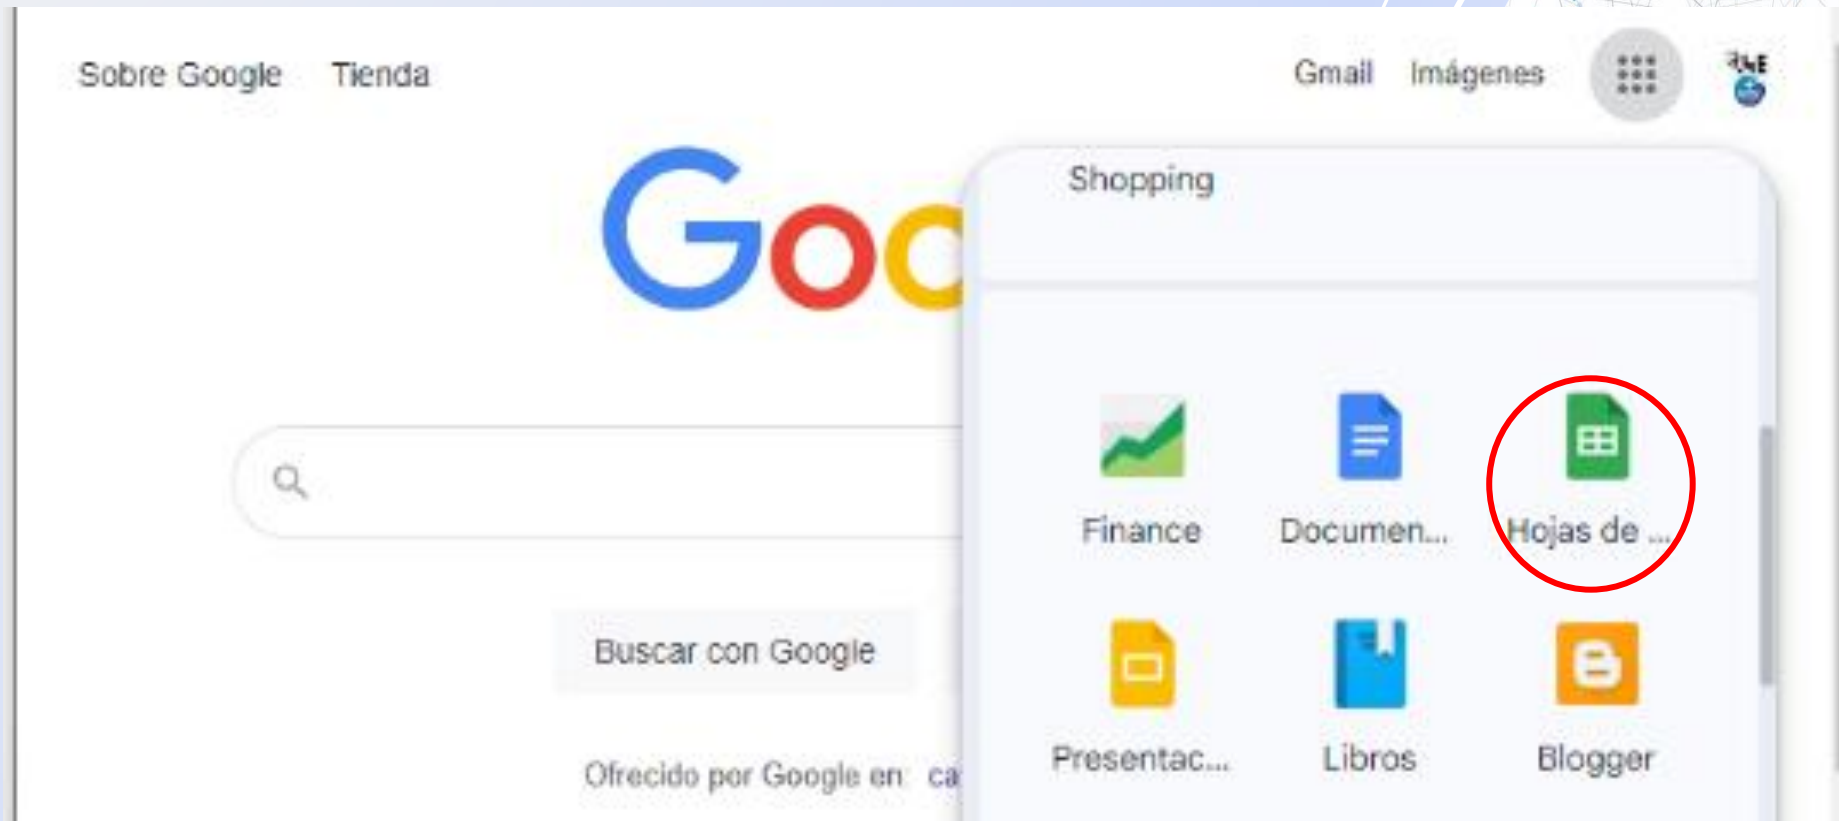 Sobre Google Tienda Gmail Imágenes
Shopping
Finance Documen... Hojas de ...
Buscar con Google
Presentac... Libros Blogger
Ofrecido por Google en: ca